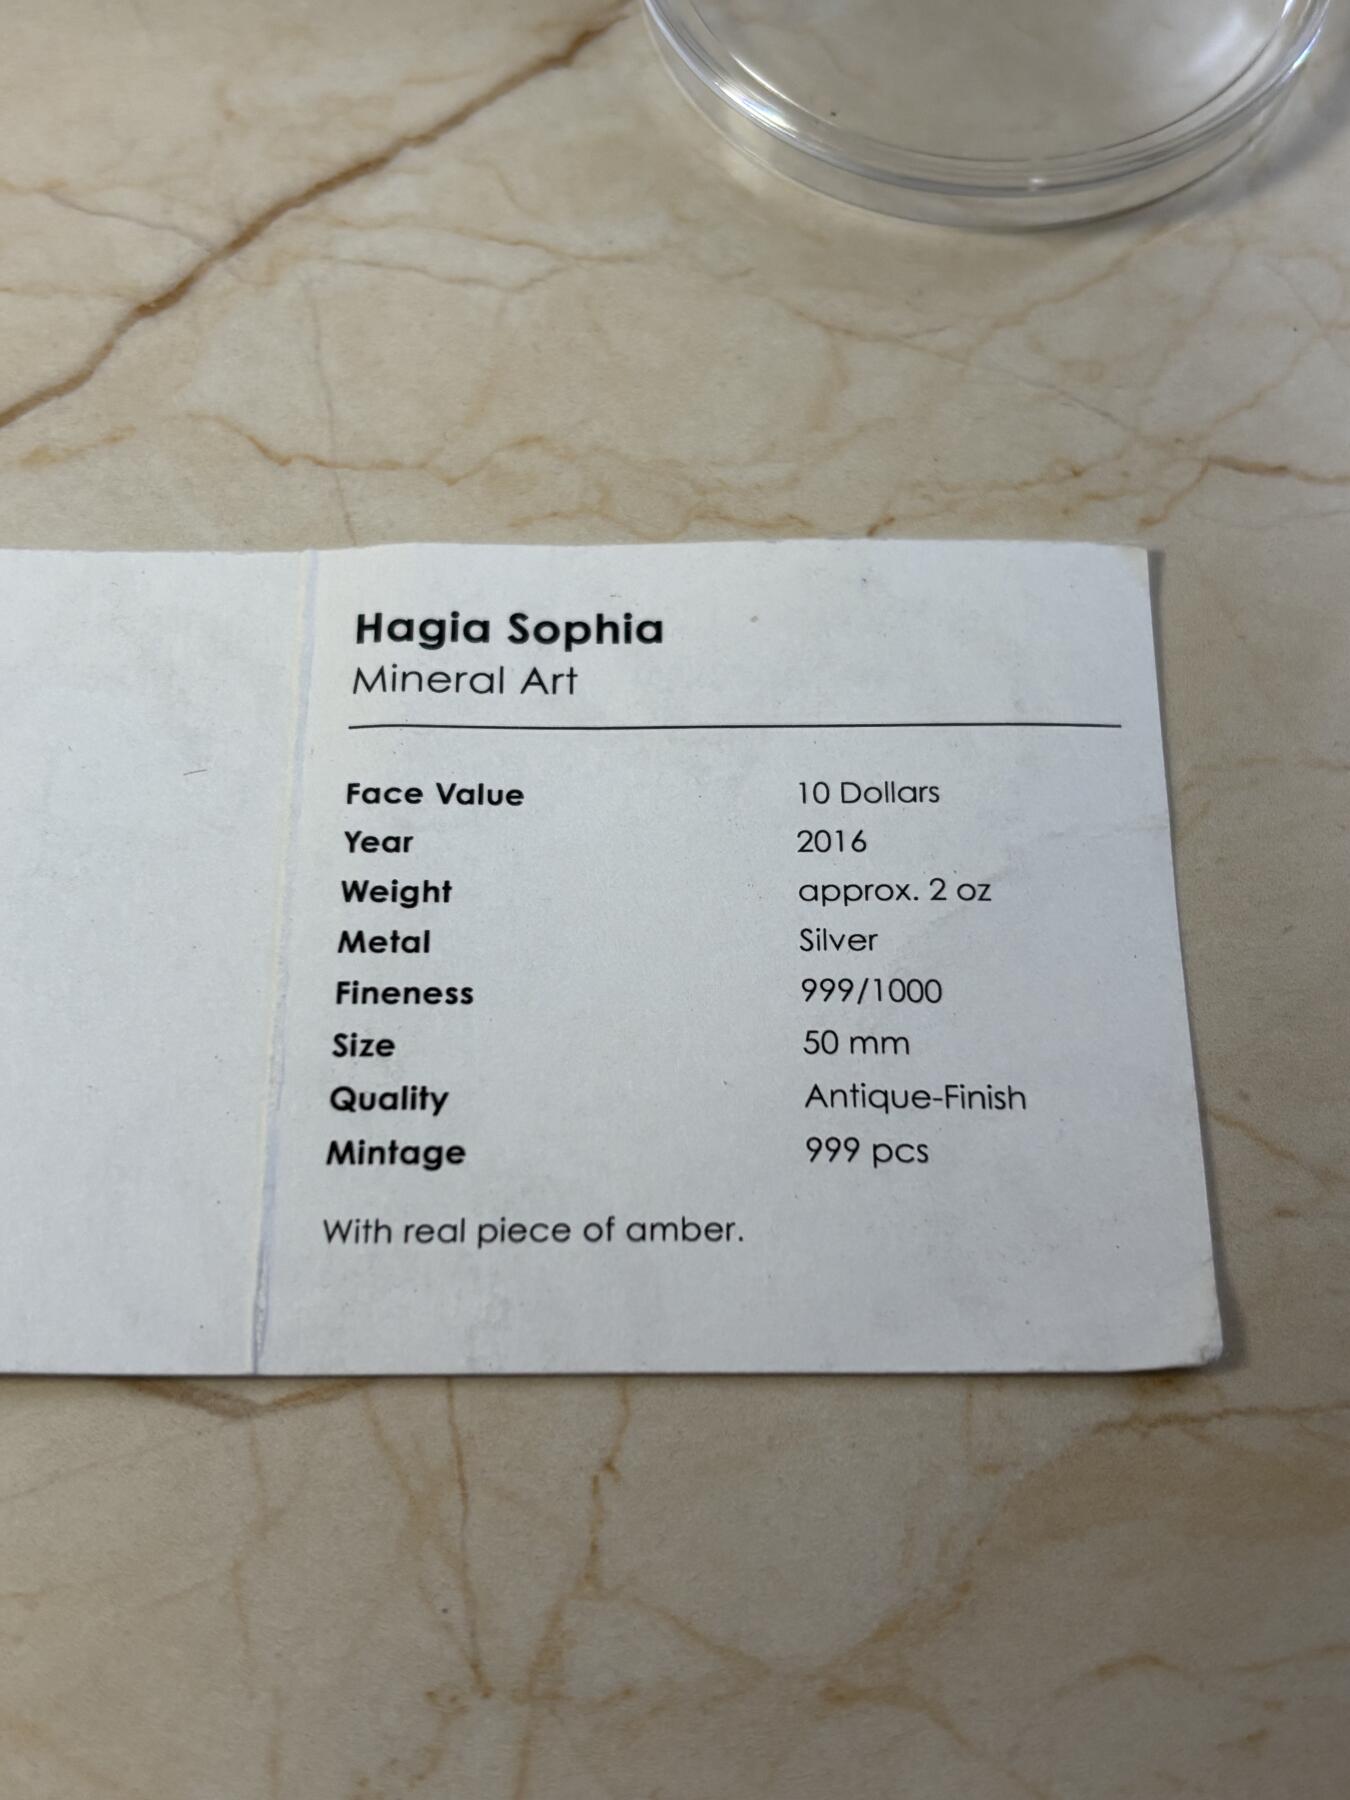 Hagia Sophia
Mineral Art
Face Value 10 Dollars
Year 2016
Weight approx. 2 oz
Metal Silver
Fineness 999/1000
Size 50 mm
Quality Antique-Finish
Mintage 999 pcs
With real piece of amber.